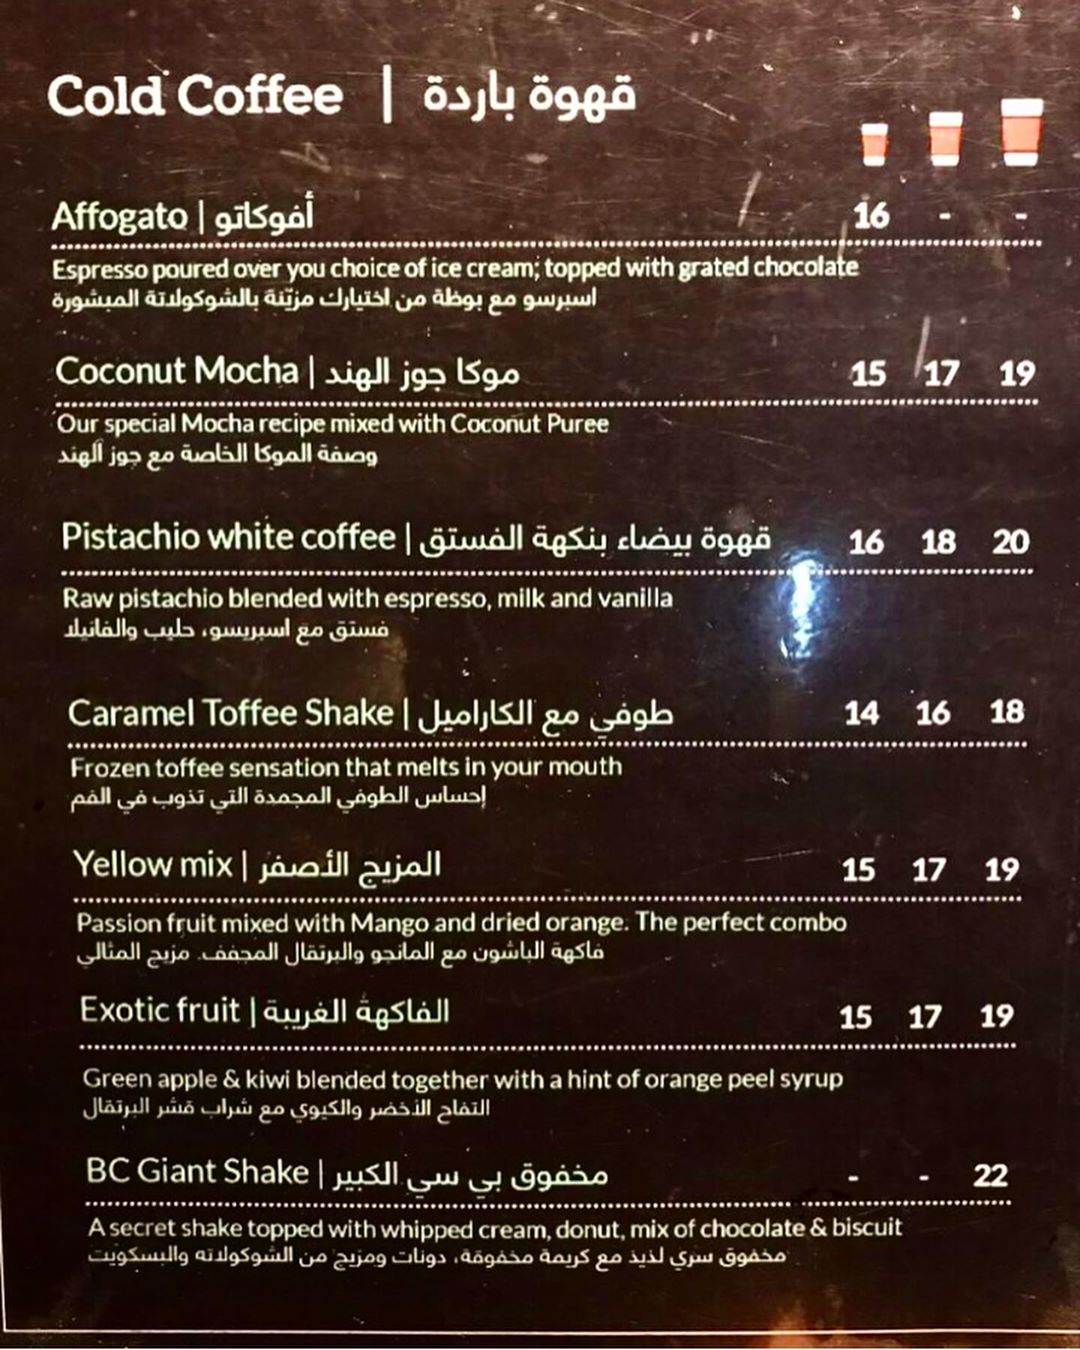 Cold Coffee | قهوة باردة
Affogato | أفوكاتو 16 - -
Espresso poured over you choice of ice cream; topped with grated chocolate
اسبرسو مع بوظة من اختيارك مزيّنة بالشوكولاتة المبشورة
Coconut Mocha | موكا جوز الهند 15 17 19
Our special Mocha recipe mixed with Coconut Puree
وصفة الموكا الخاصة مع جوز الهند
Pistachio white coffee | قهوة بيضاء بنكهة الفستق 16 18 20
Raw pistachio blended with espresso, milk and vanilla
فستق مع اسبريسو، حليب والفانيلا
Caramel Toffee Shake | طوفي مع الكاراميل 14 16 18
Frozen toffee sensation that melts in your mouth
إحساس الطوفي المجمدة التي تذوب في الفم
Yellow mix | المزيج الأصفر 15 17 19
Passion fruit mixed with Mango and dried orange. The perfect combo
فاكهة الباشون مع المانجو والبرتقال المجفف. مزيج المثالي
Exotic fruit | الفاكهة الغريبة 15 17 19
Green apple & kiwi blended together with a hint of orange peel syrup
التفاح الأخضر والكيوي مع شراب قشر البرتقال
BC Giant Shake | مخفوق بي سي الكبير - - 22
A secret shake topped with whipped cream, donut, mix of chocolate & biscuit
مخفوق سري لذيذ مع كريمة مخفوقة، دونات ومزيج من الشوكولاته والبسكويت